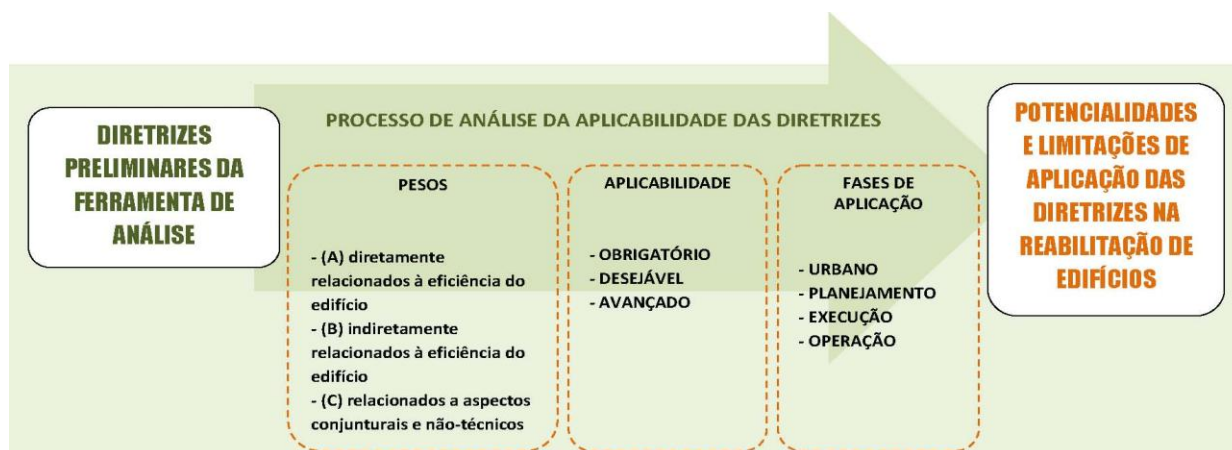 DIRETRIZES
PRELIMINARES DA
FERRAMENTA DE
ANÁLISE
PROCESSO DE ANÁLISE DA APLICABILIDADE DAS DIRETRIZES
PESOS
- (A) diretamente
relacionados à eficiência do
edifício
- (B) indiretamente
relacionados à eficiência do
edifício
- (C) relacionados a aspectos
conjunturais e não-técnicos
APLICABILIDADE
- OBRIGATÓRIO
- DESEJÁVEL
- AVANÇADO
FASES DE
APLICAÇÃO
- URBANO
- PLANEJAMENTO
- EXECUÇÃO
- OPERAÇÃO
POTENCIALIDADES
E LIMITAÇÕES DE
APLICAÇÃO DAS
DIRETRIZES NA
REABILITAÇÃO DE
EDIFÍCIOS